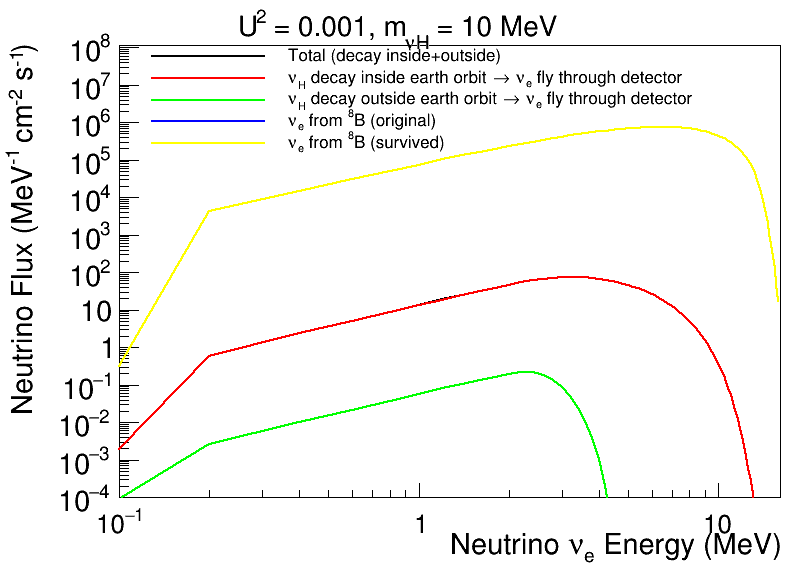 U² = 0.001, m_νH = 10 MeV
Neutrino Flux (MeV⁻¹ cm⁻² s⁻¹)
10⁸
10⁷
10⁶
10⁵
10⁴
10³
10²
10
1
10⁻¹
10⁻²
10⁻³
10⁻⁴
Total (decay inside+outside)
ν_H decay inside earth orbit → ν_e fly through detector
ν_H decay outside earth orbit → ν_e fly through detector
ν_e from ⁸B (original)
ν_e from ⁸B (survived)
10⁻¹
1
10
Neutrino ν_e Energy (MeV)